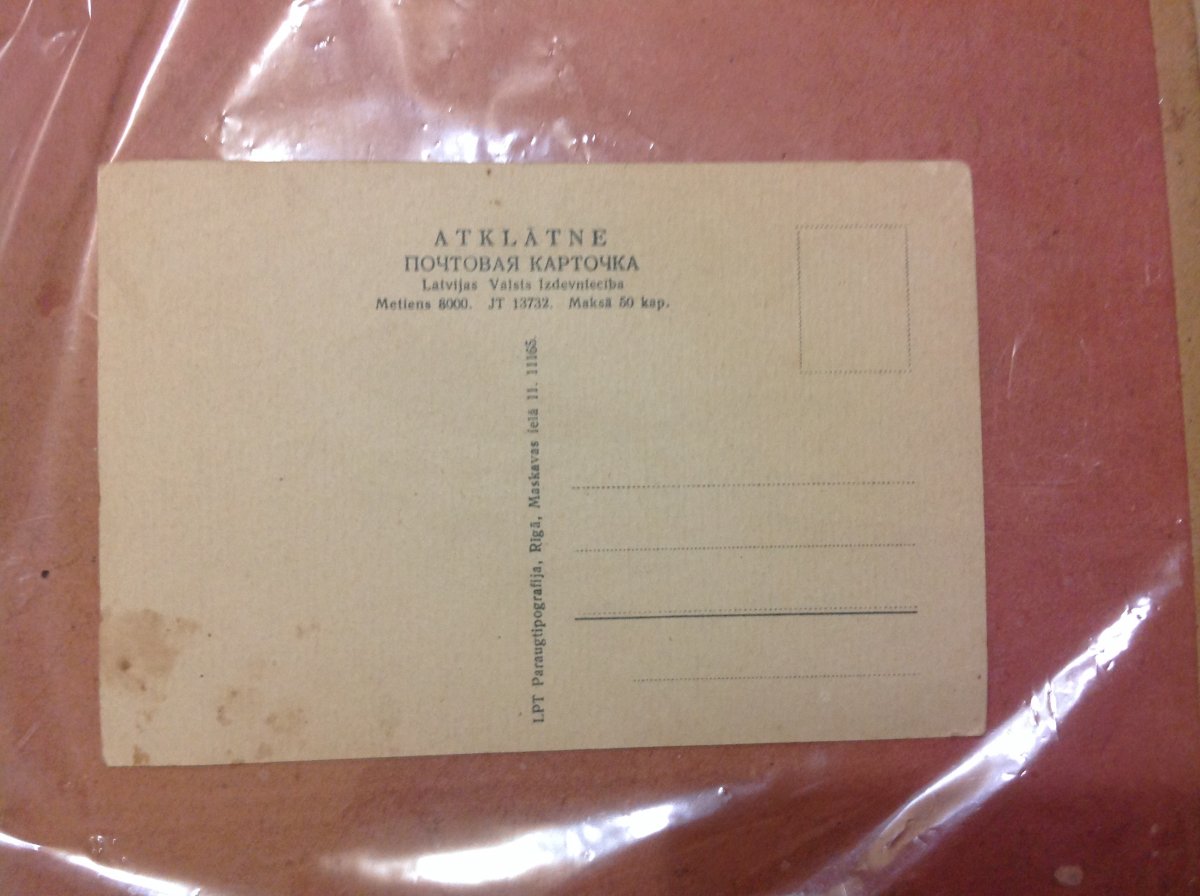 ATKLĀTNE
ПОЧТОВАЯ КАРТОЧКА
Latvijas Valsts Izdevniecība
Metiens 8000. JT 13732. Maksā 50 kap.
LPT Paraugtipografija, Rīgā, Maskavas ielā 11. 11165.